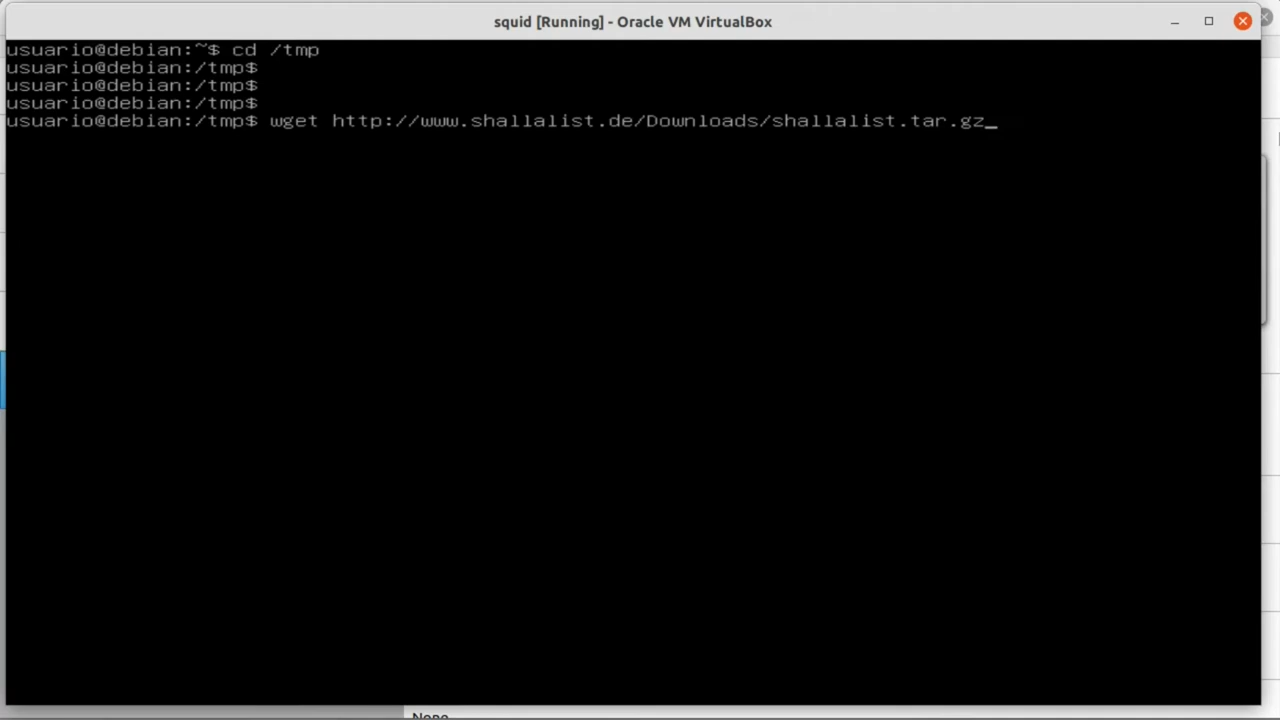 squid [Running] - Oracle VM VirtualBox
usuario@debian:~$ cd /tmp
usuario@debian:/tmp$
usuario@debian:/tmp$
usuario@debian:/tmp$
usuario@debian:/tmp$ wget http://www.shallalist.de/Downloads/shallalist.tar.gz_
None